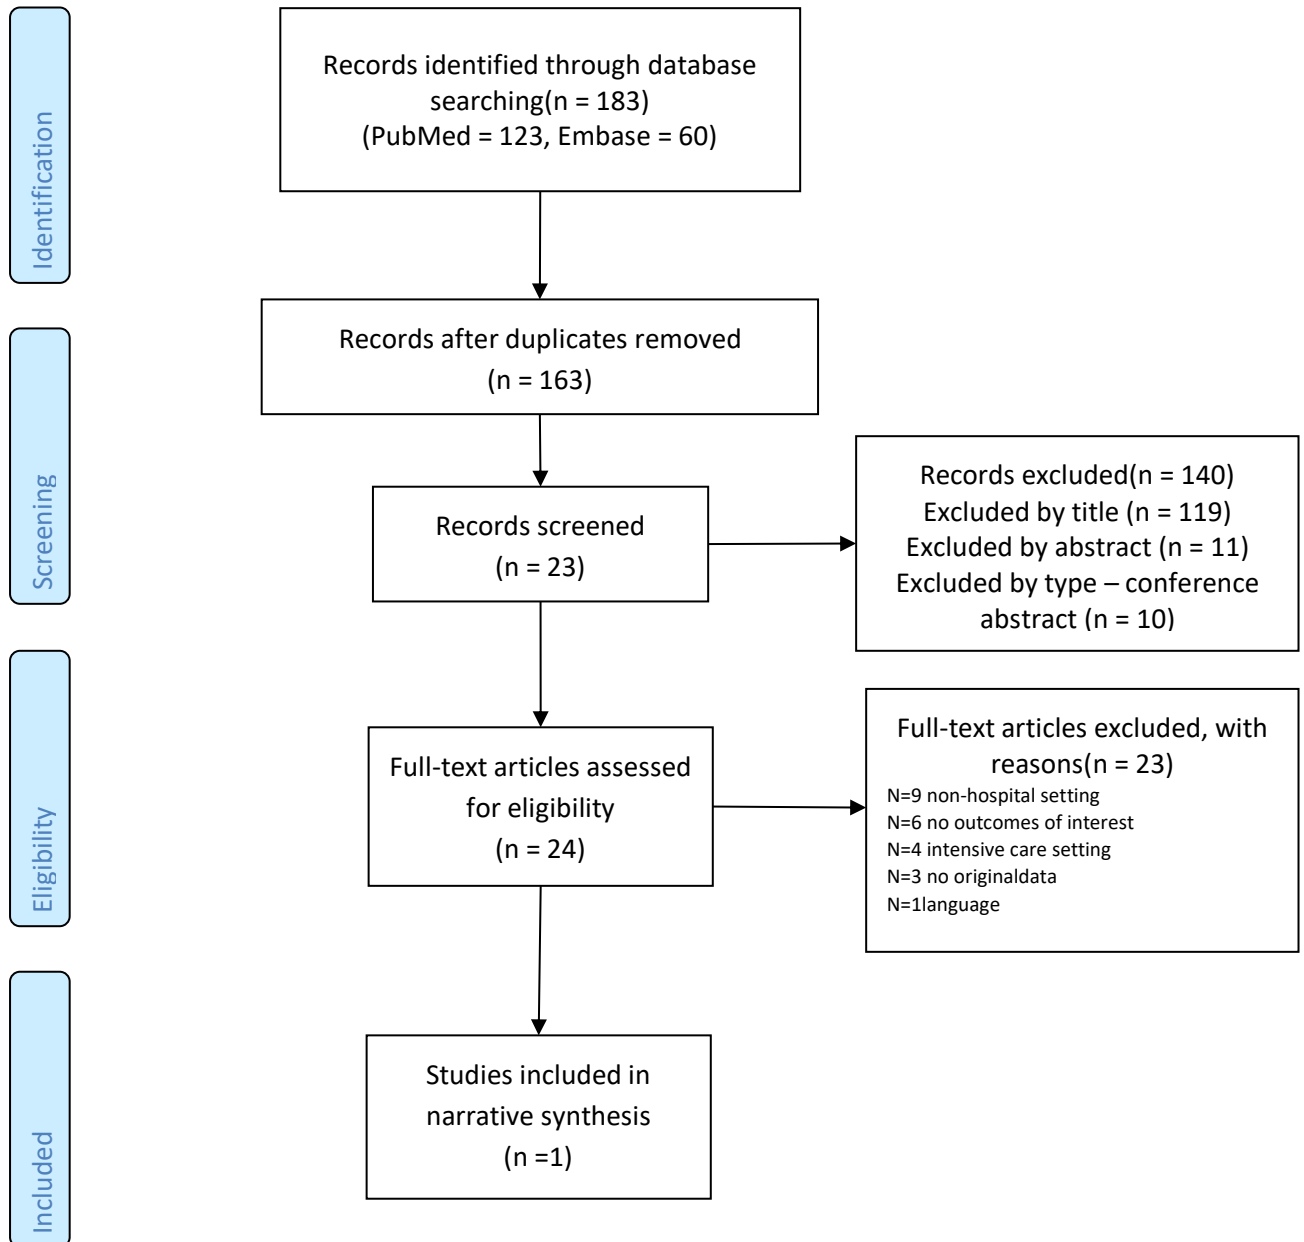 Identification
Records identified through database
searching(n = 183)
(PubMed = 123, Embase = 60)
Screening
Records after duplicates removed
(n = 163)
Records screened
(n = 23)
Records excluded(n = 140)
Excluded by title (n = 119)
Excluded by abstract (n = 11)
Excluded by type – conference
abstract (n = 10)
Eligibility
Full-text articles assessed
for eligibility
(n = 24)
Full-text articles excluded, with
reasons(n = 23)
N=9 non-hospital setting
N=6 no outcomes of interest
N=4 intensive care setting
N=3 no originaldata
N=1language
Included
Studies included in
narrative synthesis
(n =1)